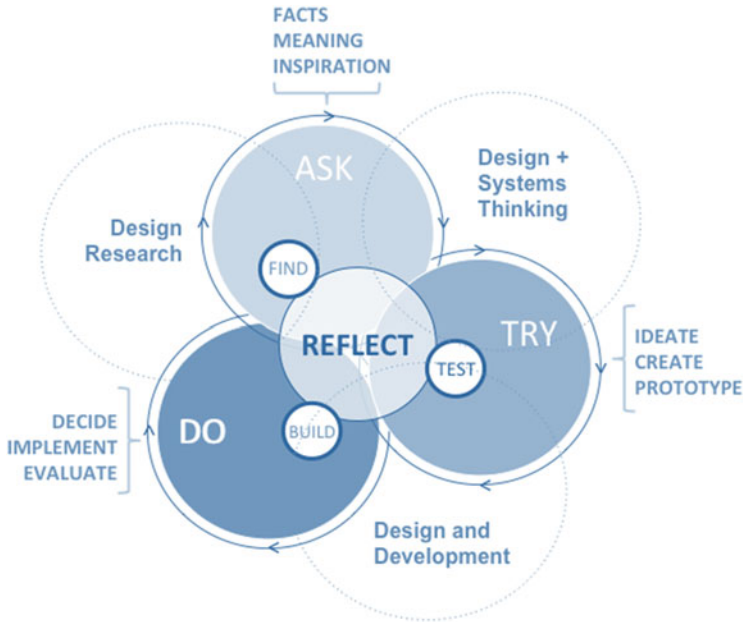 FACTS
MEANING
INSPIRATION
ASK
Design +
Systems
Thinking
Design
Research
FIND
REFLECT
TRY
TEST
IDEATE
CREATE
PROTOTYPE
DECIDE
IMPLEMENT
EVALUATE
DO
BUILD
Design and
Development